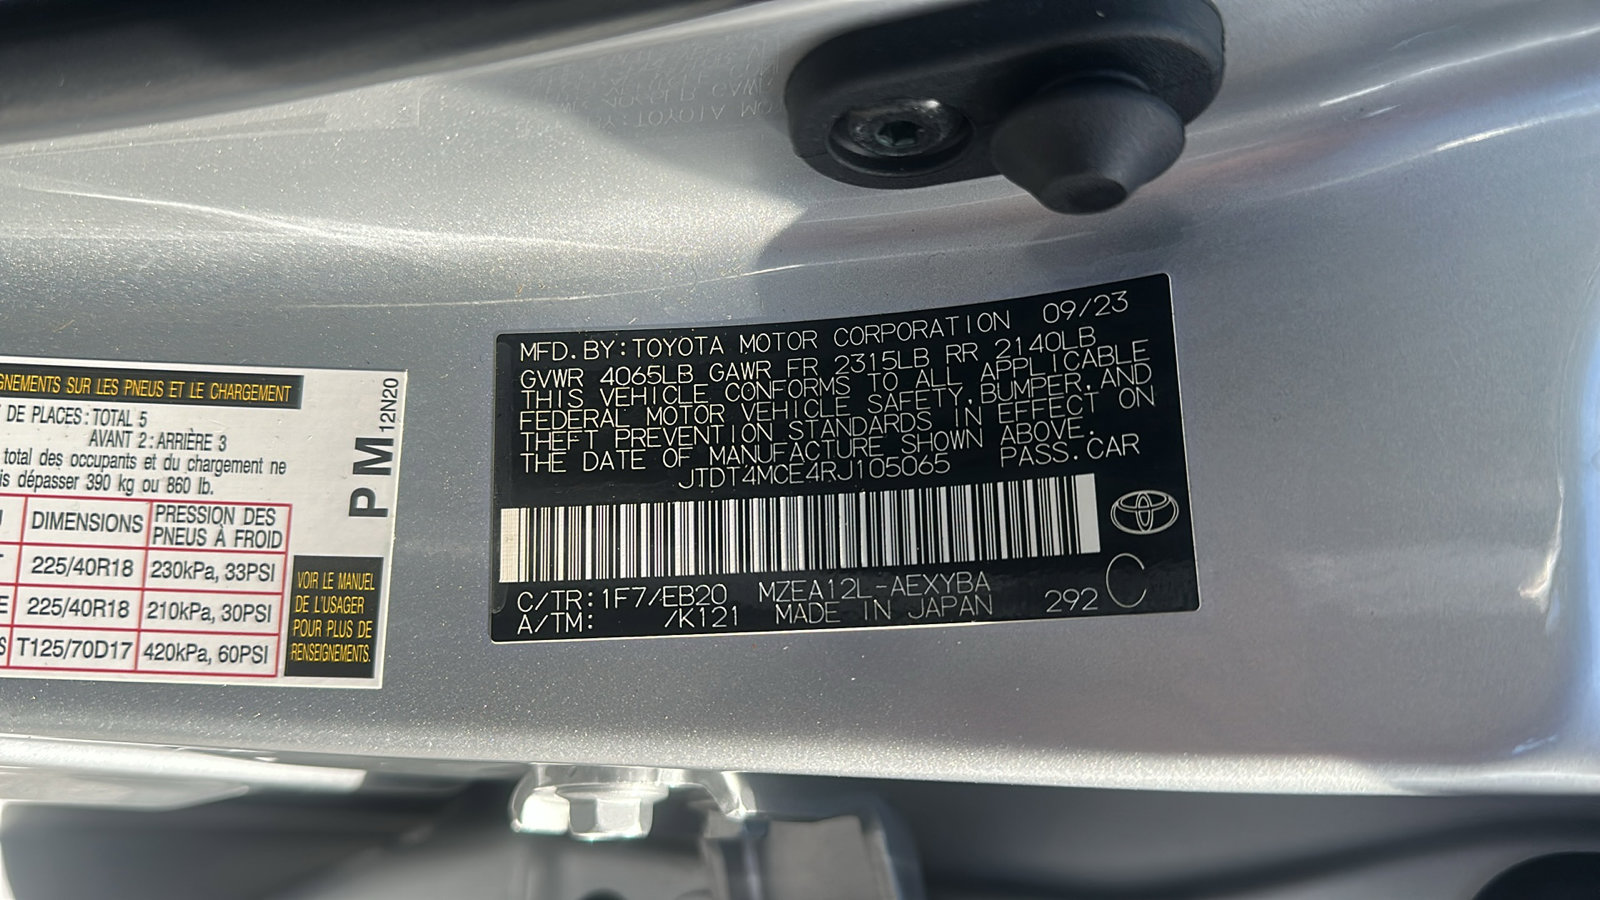 GNEMENTS SUR LES PNEUS ET LE CHARGEMENT
DE PLACES: TOTAL 5
AVANT 2: ARRIÈRE 3
total des occupants et du chargement ne
is dépasser 390 kg ou 860 lb.
DIMENSIONS PRESSION DES PNEUS À FROID
225/40R18 230kPa, 33PSI
E 225/40R18 210kPa, 30PSI
S T125/70D17 420kPa, 60PSI
PM 12N20
VOIR LE MANUEL
DE L'USAGER
POUR PLUS DE
RENSEIGNEMENTS.
MFD.BY:TOYOTA MOTOR CORPORATION 09/23
GVWR 4065LB GAWR FR 2315LB RR 2140LB
THIS VEHICLE CONFORMS TO ALL APPLICABLE
FEDERAL MOTOR VEHICLE SAFETY,BUMPER,AND
THEFT PREVENTION STANDARDS IN EFFECT ON
THE DATE OF MANUFACTURE SHOWN ABOVE.
JTDT4MCE4RJ105065 PASS.CAR
C/TR:1F7/EB20 MZEA12L-AEXYBA
A/TM: /K121 MADE IN JAPAN 292 C